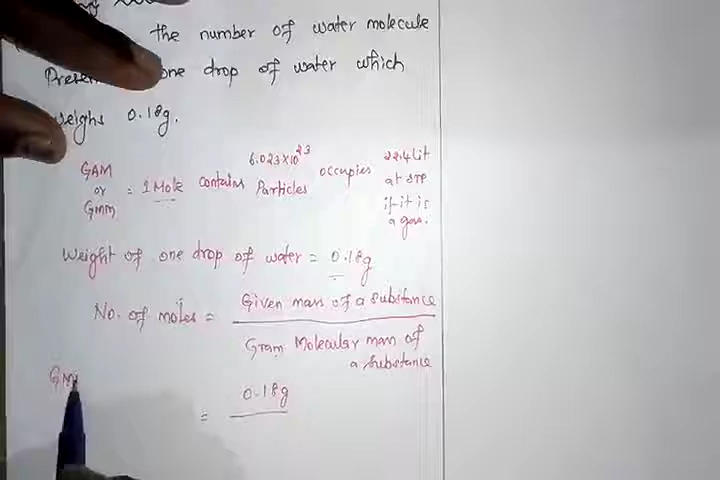 the number of water molecule
one drop of water which
weighs 0.18g.
GAM or GMM = 1 Mole contains 6.023×10²³ Particles occupies 22.4 lit at STP if it is a gas.
Weight of one drop of water = 0.18g
No. of moles = Given mass of a substance
Gram Molecular mass of a substance
GM
= 0.18g